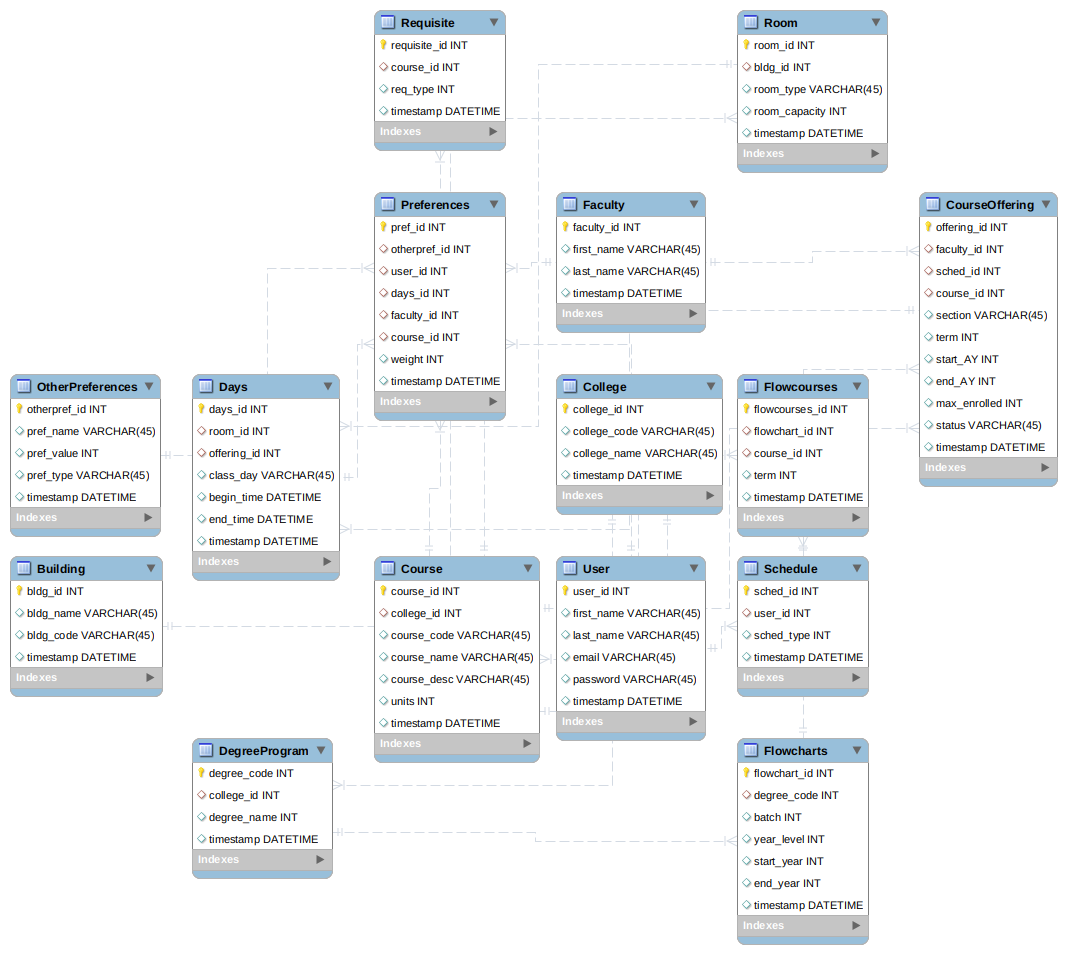 Requisite
requisite_id INT
course_id INT
req_type INT
timestamp DATETIME
Indexes
Room
room_id INT
bldg_id INT
room_type VARCHAR(45)
room_capacity INT
timestamp DATETIME
Indexes
Preferences
pref_id INT
otherpref_id INT
user_id INT
days_id INT
faculty_id INT
course_id INT
weight INT
timestamp DATETIME
Indexes
Faculty
faculty_id INT
first_name VARCHAR(45)
last_name VARCHAR(45)
timestamp DATETIME
Indexes
CourseOffering
offering_id INT
faculty_id INT
sched_id INT
course_id INT
section VARCHAR(45)
term INT
start_AY INT
end_AY INT
max_enrolled INT
status VARCHAR(45)
timestamp DATETIME
Indexes
OtherPreferences
otherpref_id INT
pref_name VARCHAR(45)
pref_value INT
pref_type VARCHAR(45)
timestamp DATETIME
Indexes
Days
days_id INT
room_id INT
offering_id INT
class_day VARCHAR(45)
begin_time DATETIME
end_time DATETIME
timestamp DATETIME
Indexes
College
college_id INT
college_code VARCHAR(45)
college_name VARCHAR(45)
timestamp DATETIME
Indexes
Flowcourses
flowcourses_id INT
flowchart_id INT
course_id INT
term INT
timestamp DATETIME
Indexes
Building
bldg_id INT
bldg_name VARCHAR(45)
bldg_code VARCHAR(45)
timestamp DATETIME
Indexes
Course
course_id INT
college_id INT
course_code VARCHAR(45)
course_name VARCHAR(45)
course_desc VARCHAR(45)
units INT
timestamp DATETIME
Indexes
User
user_id INT
first_name VARCHAR(45)
last_name VARCHAR(45)
email VARCHAR(45)
password VARCHAR(45)
timestamp DATETIME
Indexes
Schedule
sched_id INT
user_id INT
sched_type INT
timestamp DATETIME
Indexes
DegreeProgram
degree_code INT
college_id INT
degree_name INT
timestamp DATETIME
Indexes
Flowcharts
flowchart_id INT
degree_code INT
batch INT
year_level INT
start_year INT
end_year INT
timestamp DATETIME
Indexes